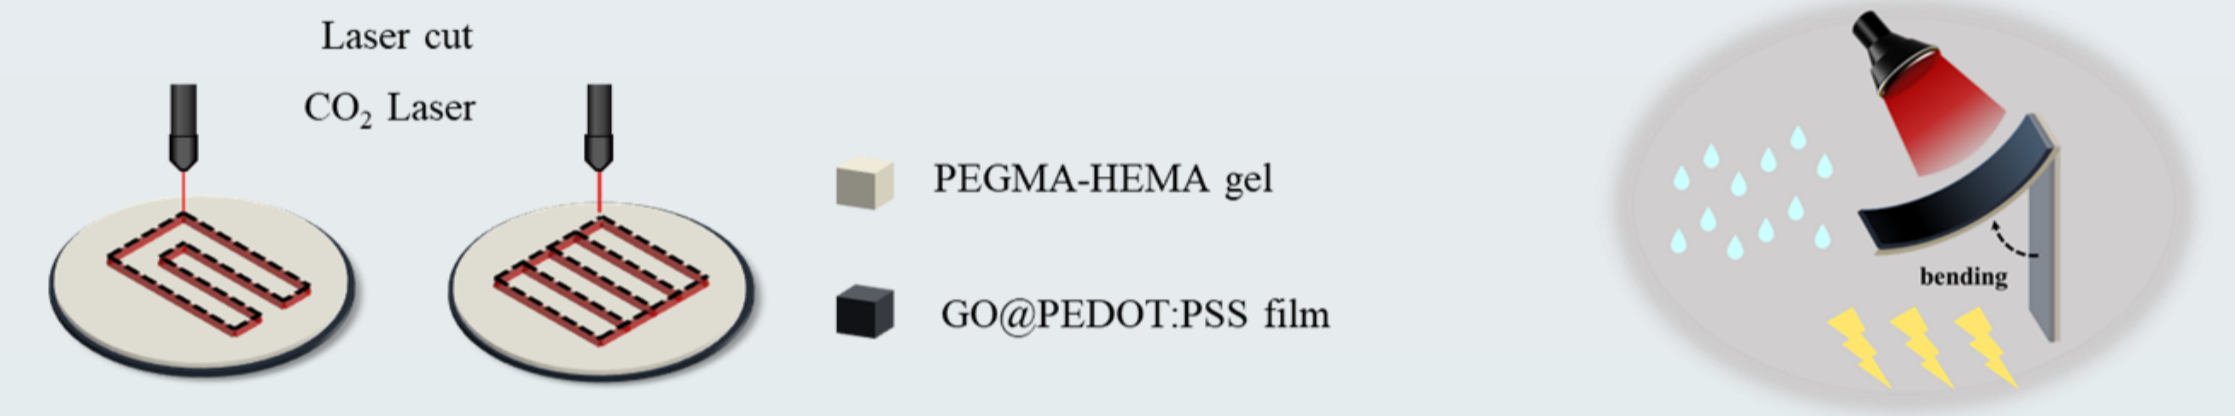 Laser cut
CO₂ Laser
PEGMA-HEMA gel
GO@PEDOT:PSS film
bending